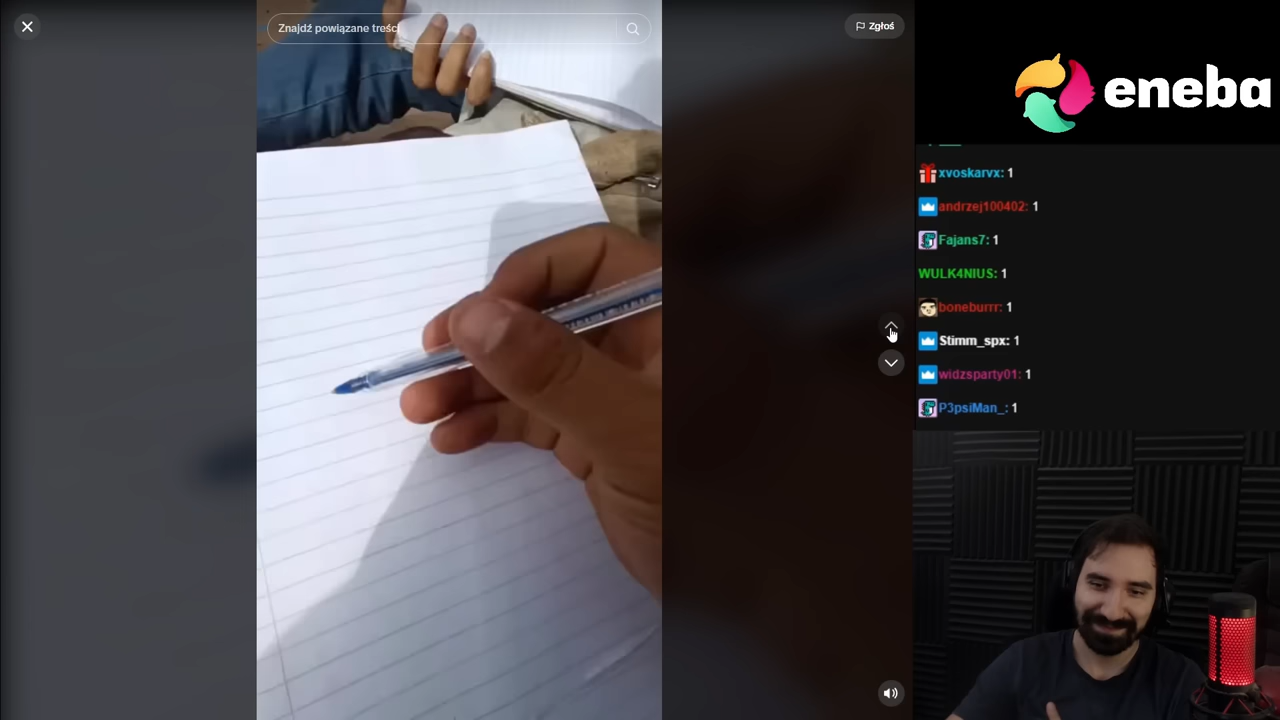 Znajdź powiązane treści
Zgłoś
eneba
xvoskarvx: 1
andrzej100402: 1
Fajans7: 1
WULK4NIUS: 1
boneburrr: 1
Stimm_spx: 1
widzsparty01: 1
P3psiMan_: 1